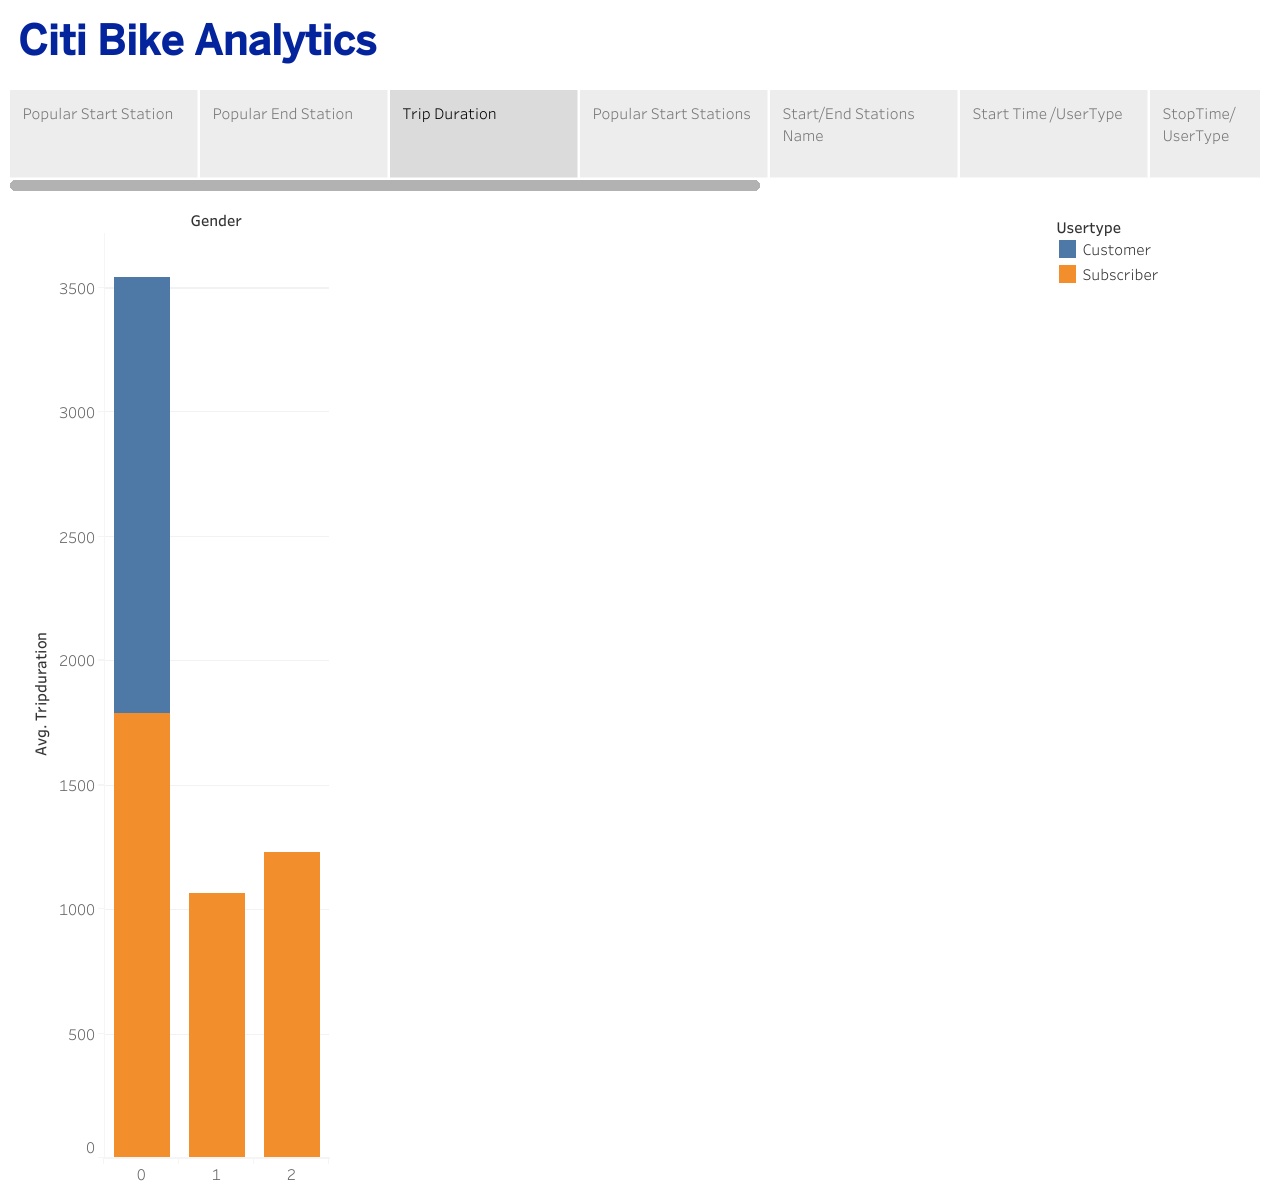 Citi Bike Analytics
Popular Start Station
Popular End Station
Trip Duration
Popular Start Stations
Start/End Stations
Name
Start Time /UserType
StopTime/
UserType
Gender
Usertype
Customer
Subscriber
Avg. Tripduration
3500
3000
2500
2000
1500
1000
500
0
0
1
2